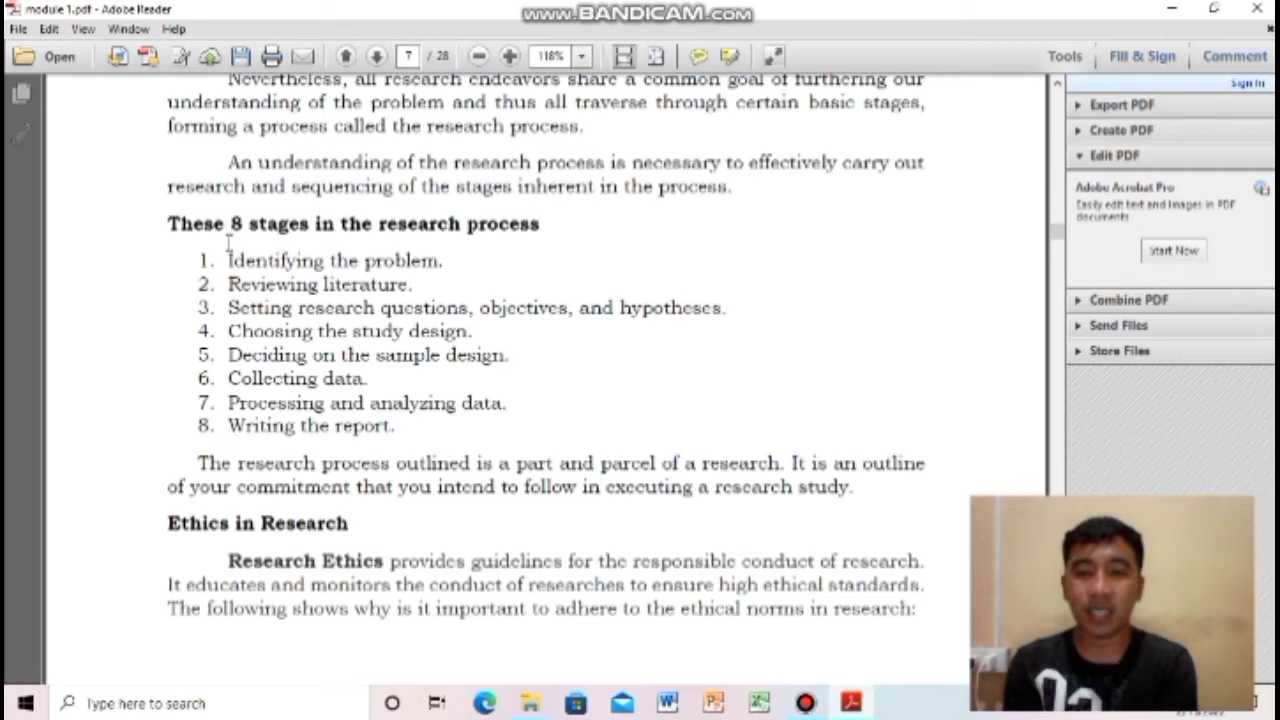 module 1.pdf - Adobe Reader
www.BANDICAM.com
File Edit View Window Help
Open
7 / 28
118%
Tools Fill & Sign Comment
Sign In
Nevertheless, all research endeavors share a common goal of furthering our
understanding of the problem and thus all traverse through certain basic stages,
forming a process called the research process.
An understanding of the research process is necessary to effectively carry out
research and sequencing of the stages inherent in the process.
These 8 stages in the research process
1. Identifying the problem.
2. Reviewing literature.
3. Setting research questions, objectives, and hypotheses.
4. Choosing the study design.
5. Deciding on the sample design.
6. Collecting data.
7. Processing and analyzing data.
8. Writing the report.
The research process outlined is a part and parcel of a research. It is an outline
of your commitment that you intend to follow in executing a research study.
Ethics in Research
Research Ethics provides guidelines for the responsible conduct of research.
It educates and monitors the conduct of researches to ensure high ethical standards.
The following shows why is it important to adhere to the ethical norms in research:
Export PDF
Create PDF
Edit PDF
Adobe Acrobat Pro
Easily edit text and images in PDF
documents
Start Now
Combine PDF
Send Files
Store Files
Type here to search